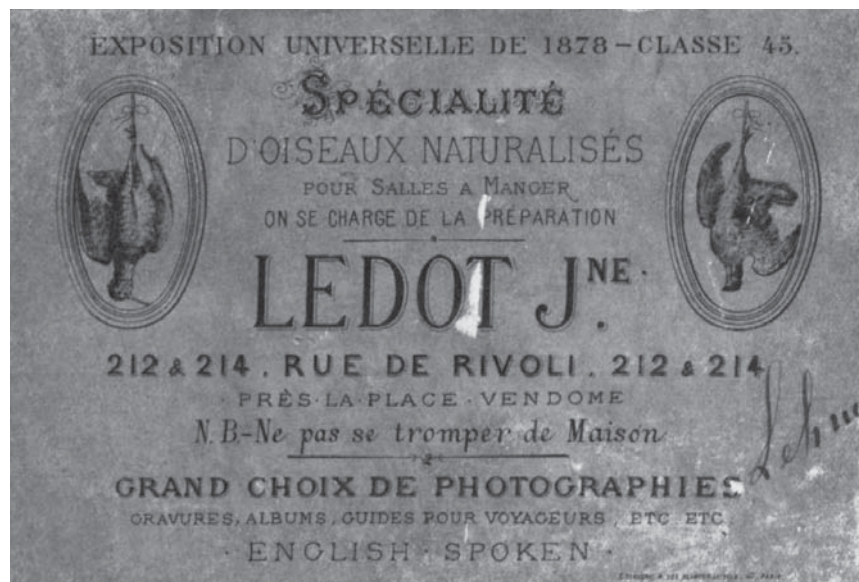 EXPOSITION UNIVERSELLE DE 1878 – CLASSE 45.
SPÉCIALITÉ
D'OISEAUX NATURALISÉS
POUR SALLES A MANGER
ON SE CHARGE DE LA PRÉPARATION
LEDOT JNE.
212 & 214. RUE DE RIVOLI. 212 & 214
PRÈS · LA · PLACE · VENDOME
N.B.-Ne pas se tromper de Maison
GRAND CHOIX DE PHOTOGRAPHIES
GRAVURES, ALBUMS, GUIDES POUR VOYAGEURS, ETC ETC
· ENGLISH · SPOKEN ·